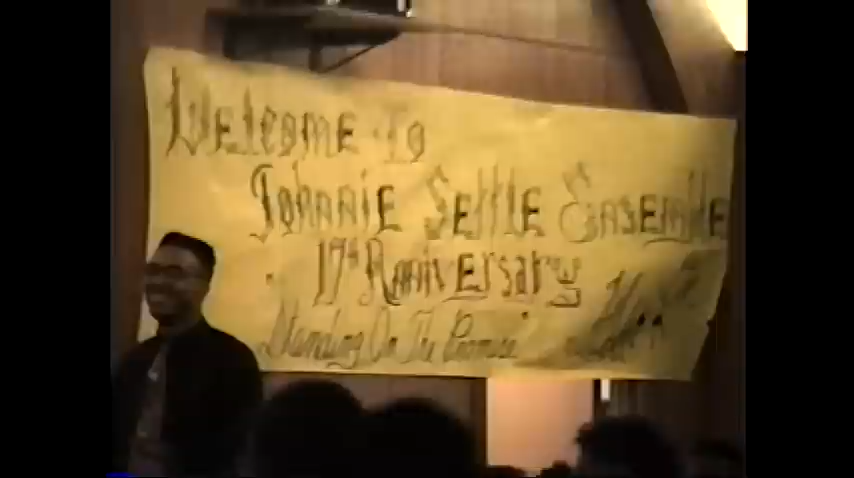 Welcome To
Johnnie Settle Ensemble
17th Anniversary
"Standing On The Promise"